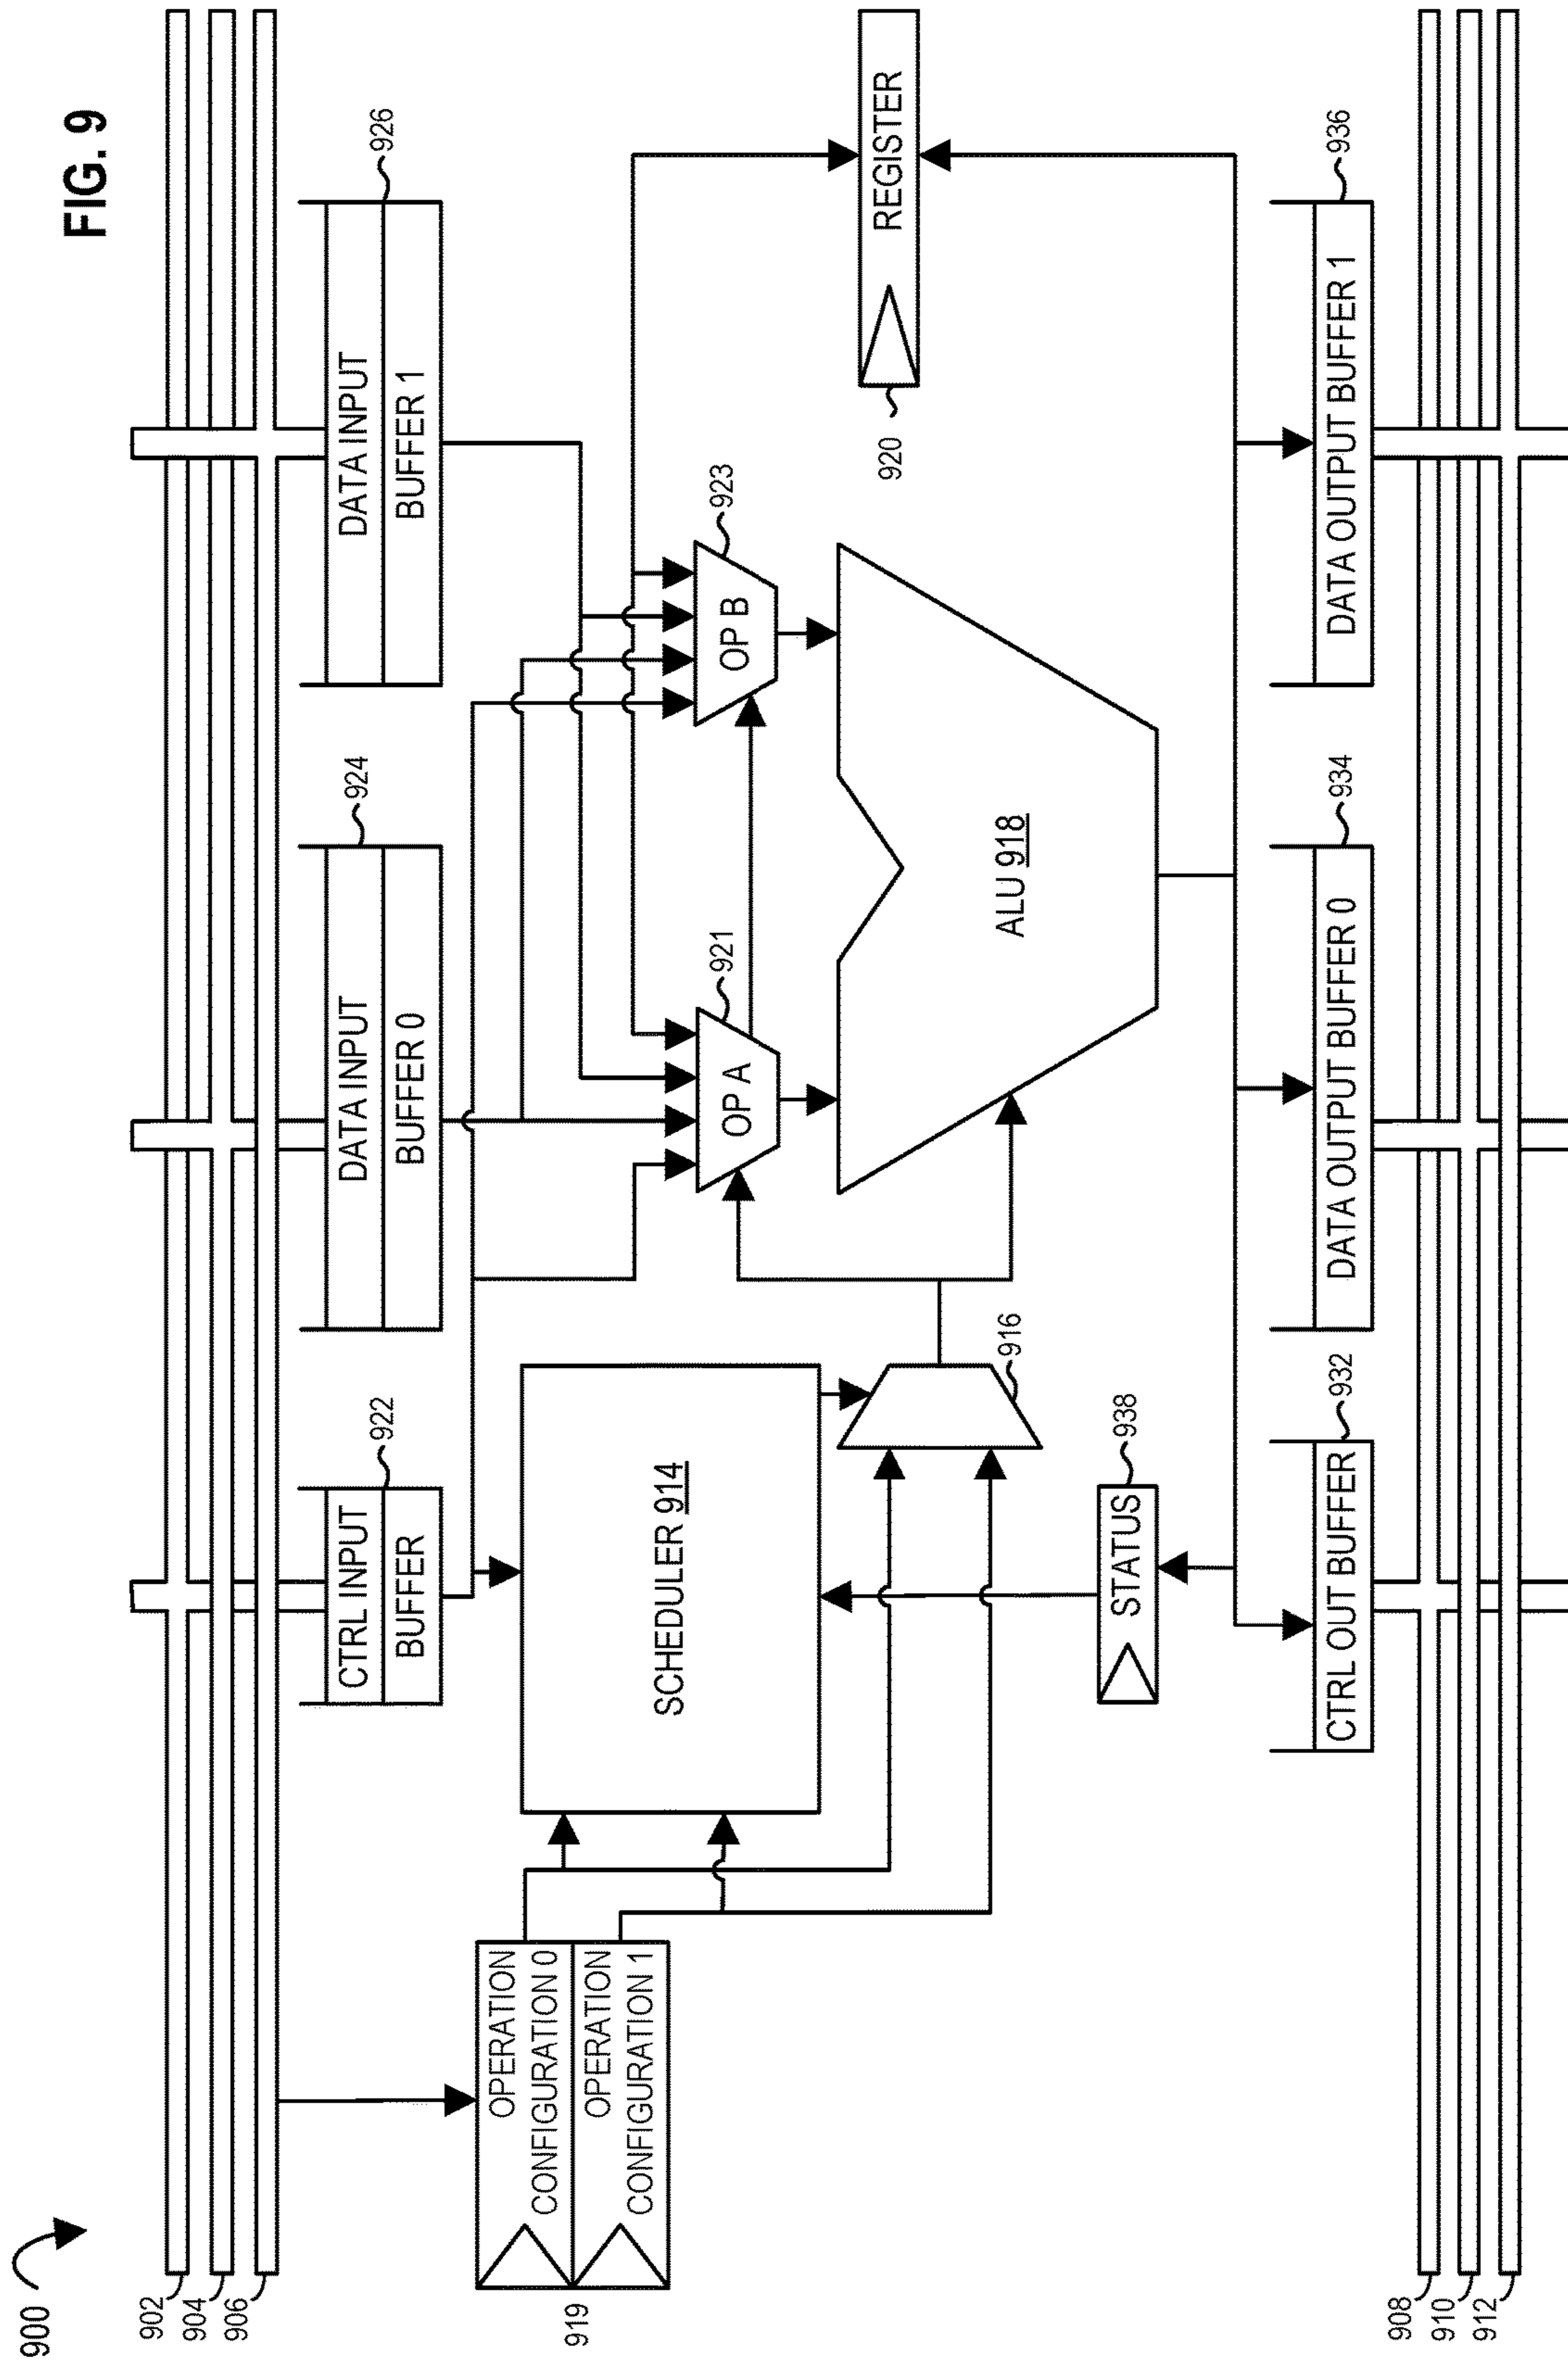 FIG. 9
900
902
904
906
CTRL INPUT
BUFFER
922
DATA INPUT
BUFFER 0
924
DATA INPUT
BUFFER 1
926
OPERATION
CONFIGURATION 0
OPERATION
CONFIGURATION 1
919
SCHEDULER 914
916
OP A
921
OP B
923
ALU 918
REGISTER
920
STATUS
938
CTRL OUT BUFFER
932
DATA OUTPUT BUFFER 0
934
DATA OUTPUT BUFFER 1
936
908
910
912